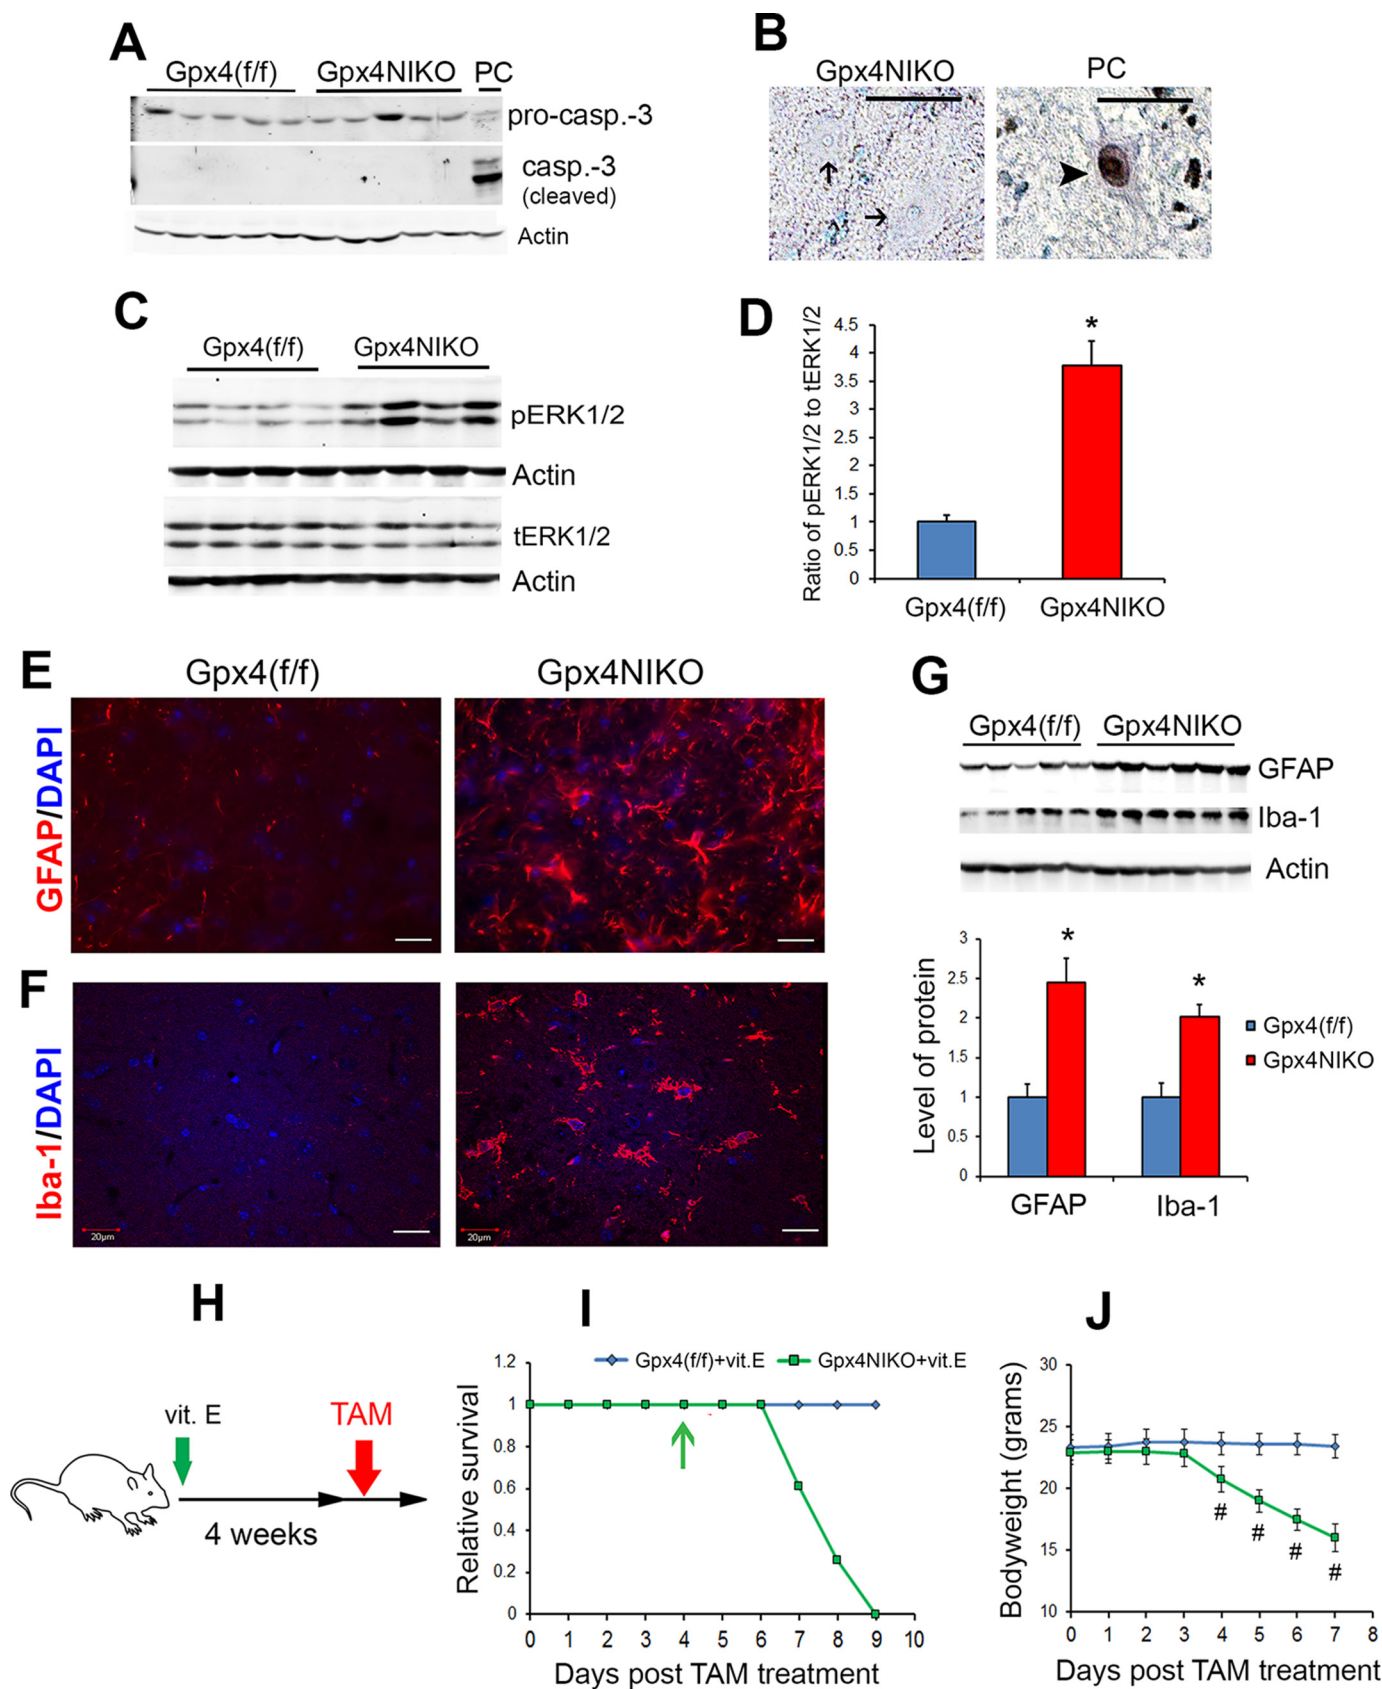 A
Gpx4(f/f) Gpx4NIKO PC
pro-casp.-3
casp.-3
(cleaved)
Actin
B
Gpx4NIKO PC
C
Gpx4(f/f) Gpx4NIKO
pERK1/2
Actin
tERK1/2
Actin
D
Ratio of pERK1/2 to tERK1/2
4.5
4
3.5
3
2.5
2
1.5
1
0.5
0
*
Gpx4(f/f) Gpx4NIKO
E
Gpx4(f/f) Gpx4NIKO
GFAP/DAPI
F
Iba-1/DAPI
20µm
20µm
G
Gpx4(f/f) Gpx4NIKO
GFAP
Iba-1
Actin
Level of protein
3
2.5
2
1.5
1
0.5
0
*
*
GFAP Iba-1
Gpx4(f/f)
Gpx4NIKO
H
vit. E
TAM
4 weeks
I
Gpx4(f/f)+vit.E Gpx4NIKO+vit.E
Relative survival
1.2
1
0.8
0.6
0.4
0.2
0
0 1 2 3 4 5 6 7 8 9 10
Days post TAM treatment
J
Bodyweight (grams)
30
25
20
15
10
# # # #
0 1 2 3 4 5 6 7 8
Days post TAM treatment